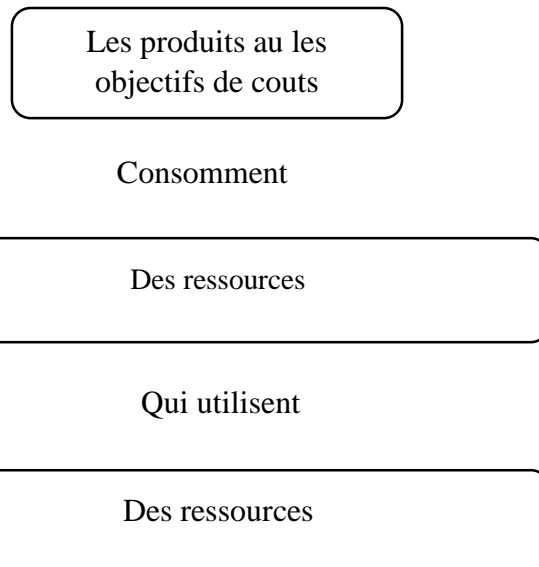 Les produits au les
objectifs de couts
Consomment
Des ressources
Qui utilisent
Des ressources